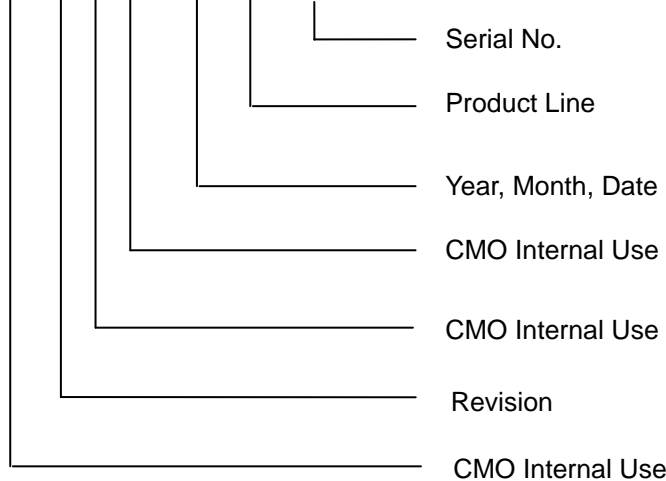 Serial No.
Product Line
Year, Month, Date
CMO Internal Use
CMO Internal Use
Revision
CMO Internal Use